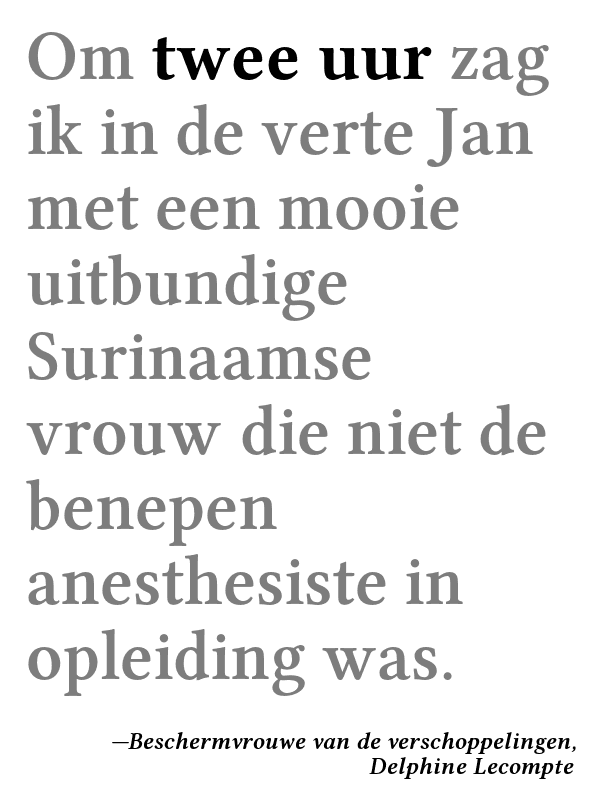 Om twee uur zag
ik in de verte Jan
met een mooie
uitbundige
Surinaamse
vrouw die niet de
benepen
anesthesiste in
opleiding was.
—Beschermvrouwe van de verschoppelingen,
Delphine Lecompte